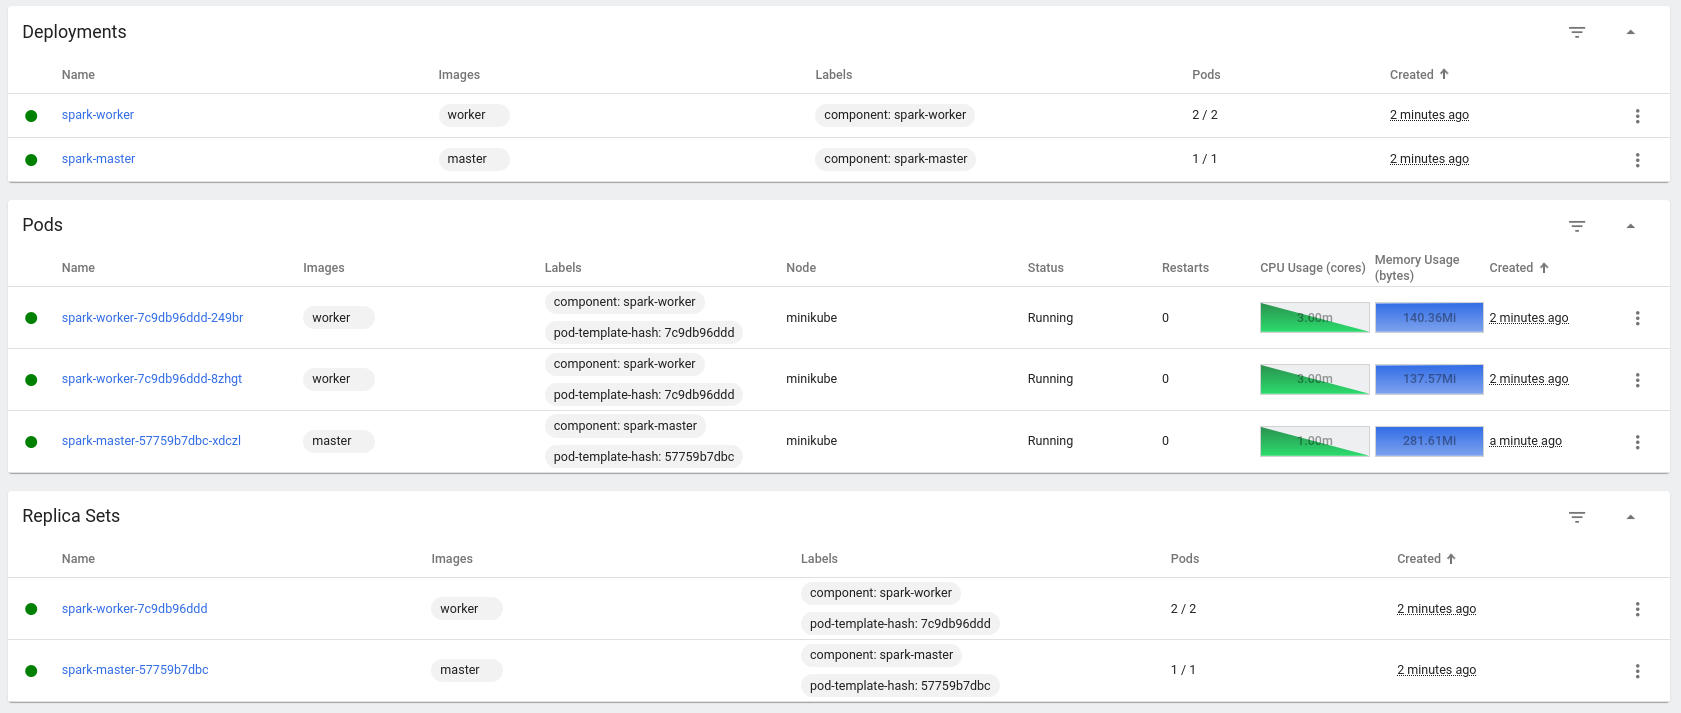 Deployments
Name Images Labels Pods Created
spark-worker worker component: spark-worker 2 / 2 2 minutes ago
spark-master master component: spark-master 1 / 1 2 minutes ago
Pods
Name Images Labels Node Status Restarts CPU Usage (cores) Memory Usage (bytes) Created
component: spark-worker
spark-worker-7c9db96ddd-249br worker minikube Running 0 3.00m 140.36Mi 2 minutes ago
pod-template-hash: 7c9db96ddd
component: spark-worker
spark-worker-7c9db96ddd-8zhgt worker minikube Running 0 3.00m 137.57Mi 2 minutes ago
pod-template-hash: 7c9db96ddd
component: spark-master
spark-master-57759b7dbc-xdczl master minikube Running 0 1.00m 281.61Mi a minute ago
pod-template-hash: 57759b7dbc
Replica Sets
Name Images Labels Pods Created
component: spark-worker
spark-worker-7c9db96ddd worker 2 / 2 2 minutes ago
pod-template-hash: 7c9db96ddd
component: spark-master
spark-master-57759b7dbc master 1 / 1 2 minutes ago
pod-template-hash: 57759b7dbc